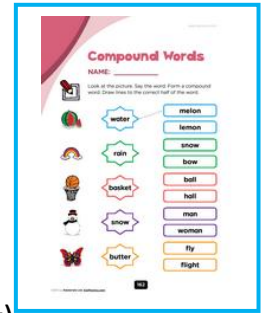 Compound Words
NAME:
Look at the picture. Say the word. Form a compound
word. Draw lines to the correct half of the word.
water
melon
lemon
rain
snow
bow
basket
ball
hall
snow
man
woman
butter
fly
flight
162